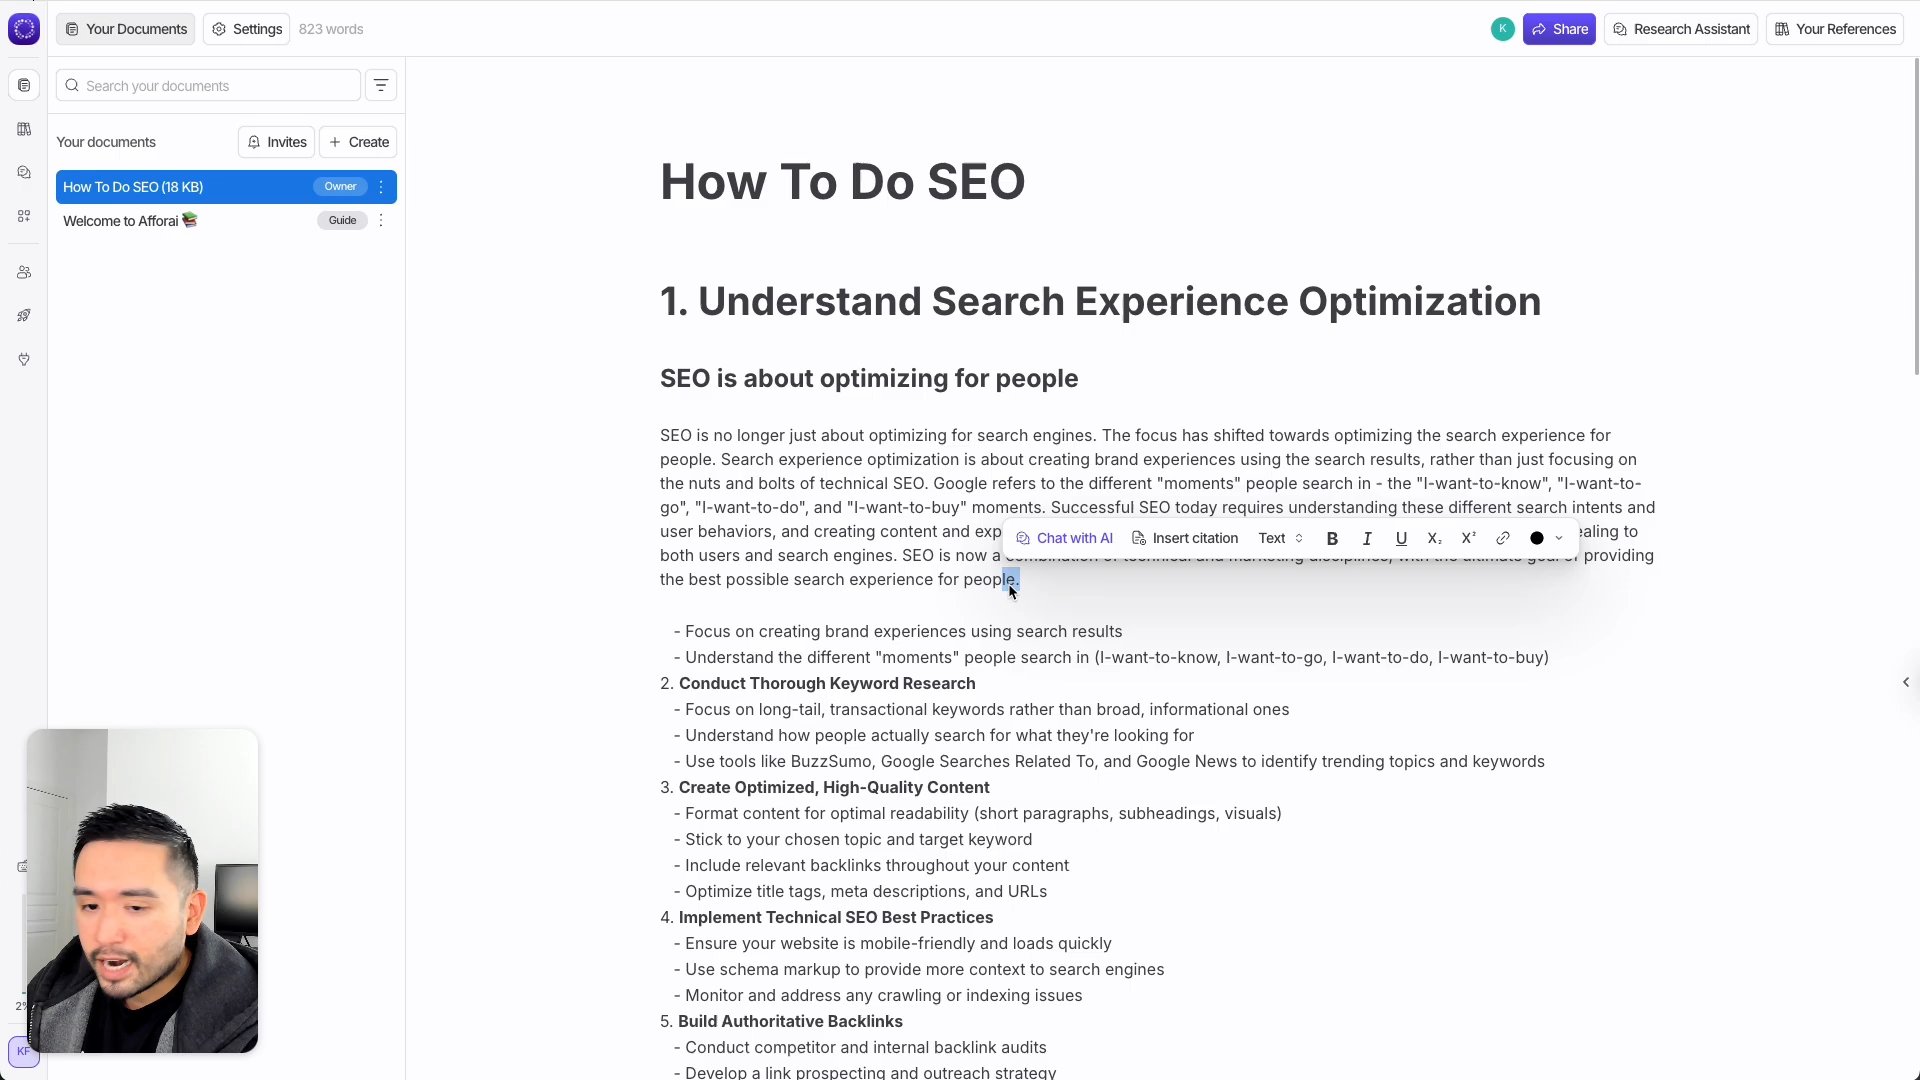 Your Documents
Settings
823 words
K
Share
Research Assistant
Your References
Search your documents
Your documents
Invites
Create
How To Do SEO (18 KB)
Owner
Welcome to Afforai
Guide
How To Do SEO
1. Understand Search Experience Optimization
SEO is about optimizing for people
SEO is no longer just about optimizing for search engines. The focus has shifted towards optimizing the search experience for
people. Search experience optimization is about creating brand experiences using the search results, rather than just focusing on
the nuts and bolts of technical SEO. Google refers to the different "moments" people search in - the "I-want-to-know", "I-want-to-
go", "I-want-to-do", and "I-want-to-buy" moments. Successful SEO today requires understanding these different search intents and
user behaviors, and creating content and exp
ealing to
Chat with AI
Insert citation
Text
B
I
U
X₂
X²
both users and search engines. SEO is now a combination of technical and marketing disciplines, with the ultimate goal of providing
the best possible search experience for people.
- Focus on creating brand experiences using search results
- Understand the different "moments" people search in (I-want-to-know, I-want-to-go, I-want-to-do, I-want-to-buy)
2. Conduct Thorough Keyword Research
- Focus on long-tail, transactional keywords rather than broad, informational ones
- Understand how people actually search for what they're looking for
- Use tools like BuzzSumo, Google Searches Related To, and Google News to identify trending topics and keywords
3. Create Optimized, High-Quality Content
- Format content for optimal readability (short paragraphs, subheadings, visuals)
- Stick to your chosen topic and target keyword
- Include relevant backlinks throughout your content
- Optimize title tags, meta descriptions, and URLs
4. Implement Technical SEO Best Practices
- Ensure your website is mobile-friendly and loads quickly
- Use schema markup to provide more context to search engines
- Monitor and address any crawling or indexing issues
5. Build Authoritative Backlinks
- Conduct competitor and internal backlink audits
- Develop a link prospecting and outreach strategy
KF